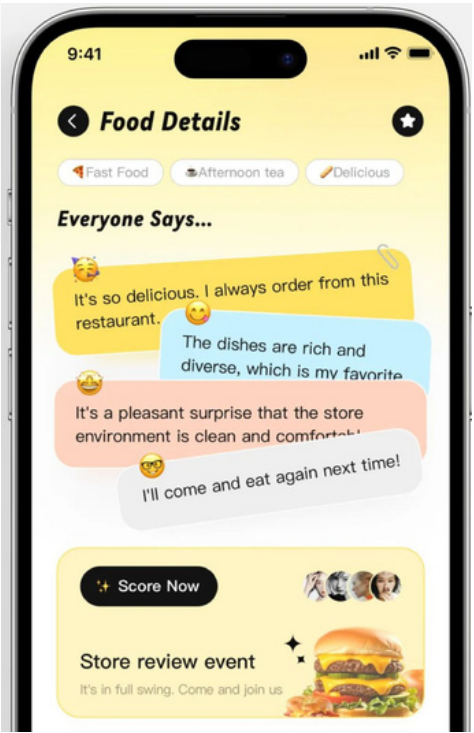 9:41
Food Details
Fast Food
Afternoon tea
Delicious
Everyone Says...
It's so delicious. I always order from this
restaurant.
The dishes are rich and
diverse, which is my favorite
It's a pleasant surprise that the store
environment is clean and comfortabl
I'll come and eat again next time!
Score Now
Store review event
It's in full swing. Come and join us